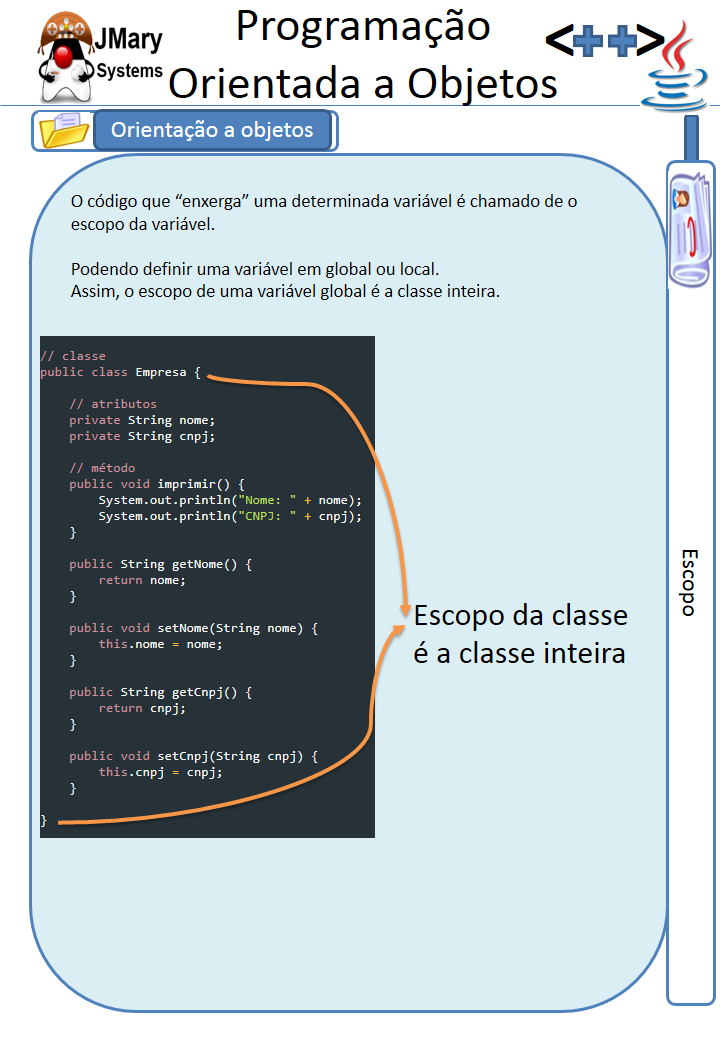 JMary
Systems
Programação
Orientada a Objetos
<++>
Orientação a objetos
O código que “enxerga” uma determinada variável é chamado de o
escopo da variável.
Podendo definir uma variável em global ou local.
Assim, o escopo de uma variável global é a classe inteira.
// classe
public class Empresa {
// atributos
private String nome;
private String cnpj;
// método
public void imprimir() {
System.out.println("Nome: " + nome);
System.out.println("CNPJ: " + cnpj);
}
public String getNome() {
return nome;
}
public void setNome(String nome) {
this.nome = nome;
}
public String getCnpj() {
return cnpj;
}
public void setCnpj(String cnpj) {
this.cnpj = cnpj;
}
}
Escopo da classe
é a classe inteira
Escopo